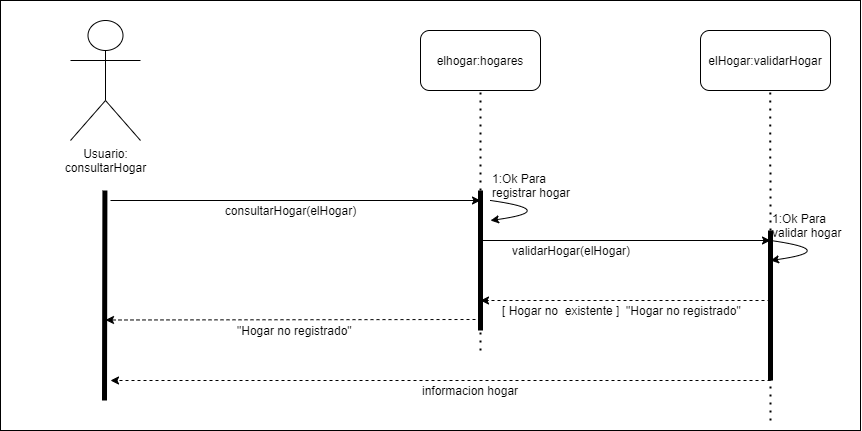 elhogar:hogares
elHogar:validarHogar
Usuario:
consultarHogar
1:Ok Para
registrar hogar
consultarHogar(elHogar)
1:Ok Para
validar hogar
validarHogar(elHogar)
[ Hogar no  existente ]  "Hogar no registrado"
"Hogar no registrado"
informacion hogar